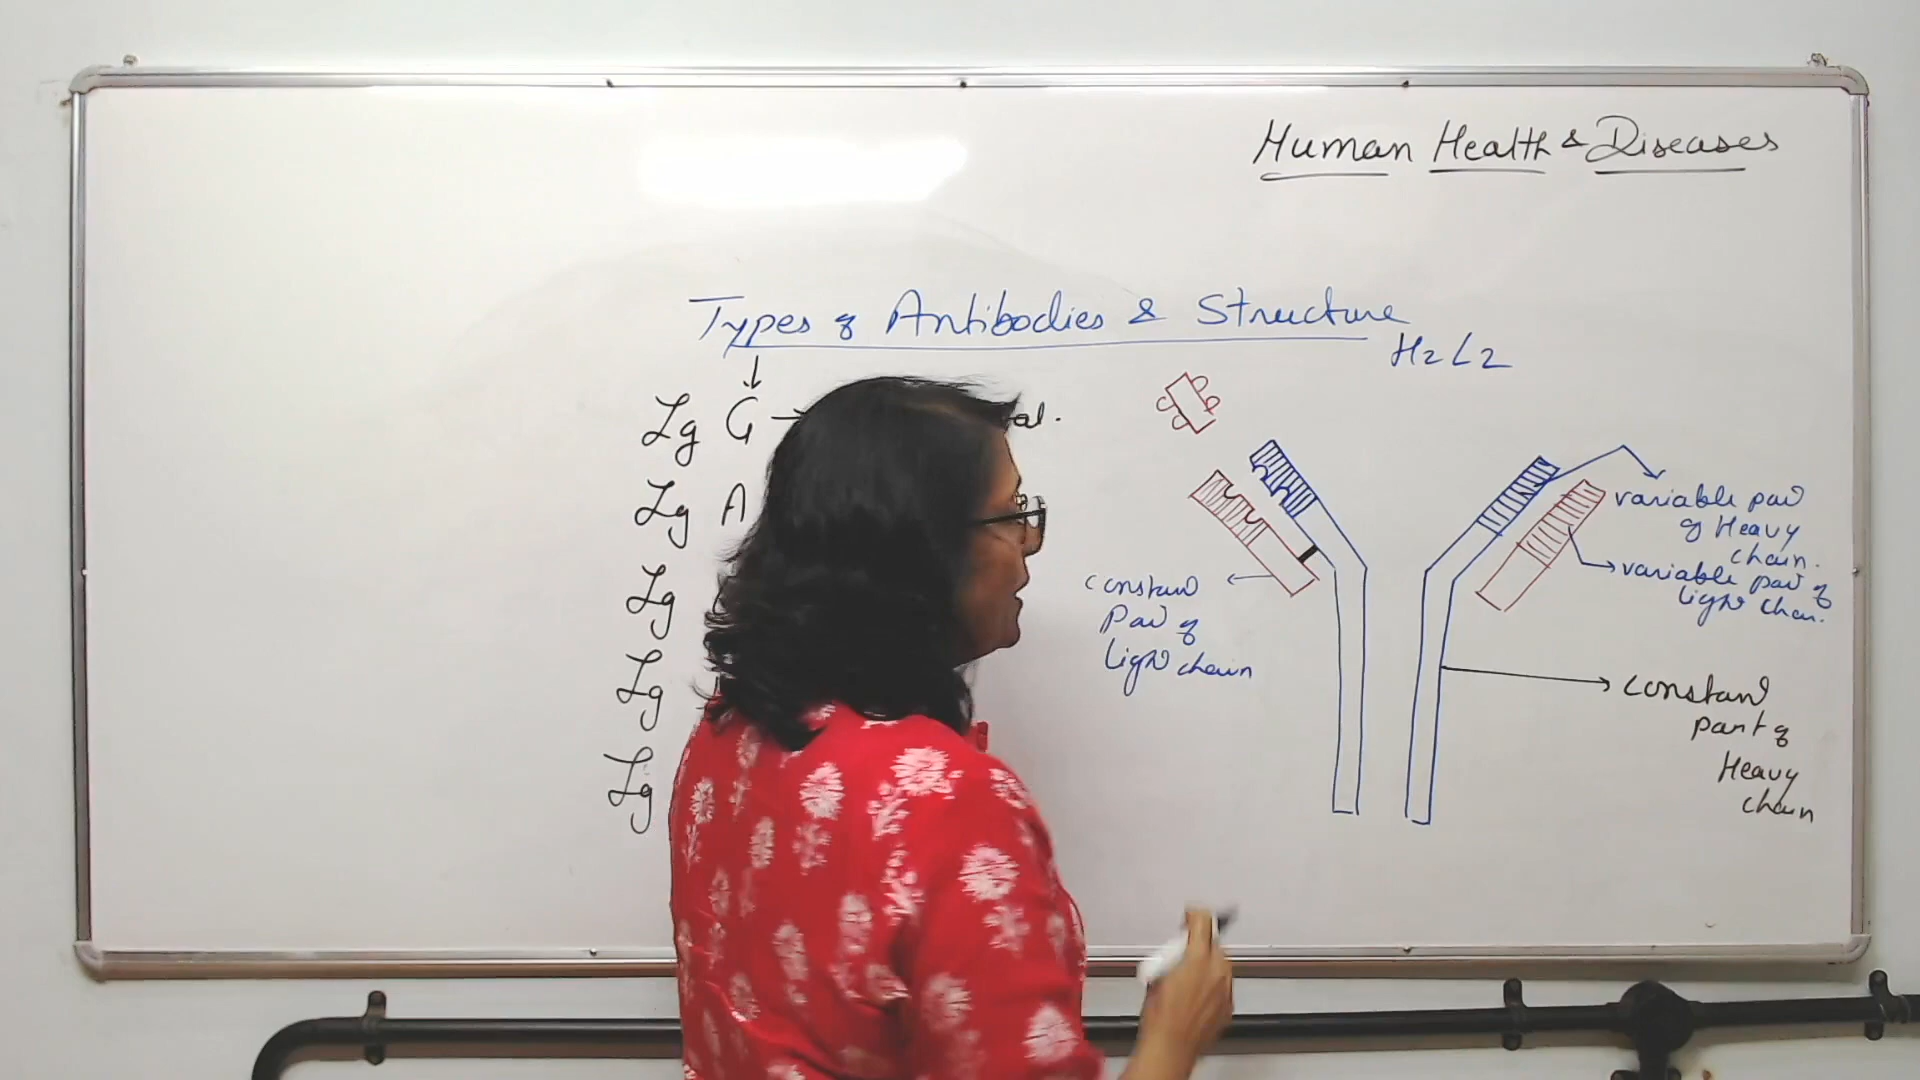 Human Health & Diseases
Types of Antibodies & Structure
H2L2
Ig G → al.
Ig A
Ig
Ig
Ig
variable part
of Heavy
chain.
variable part of
light chain.
constant
Part of
light chain
constant
part of
Heavy
chain